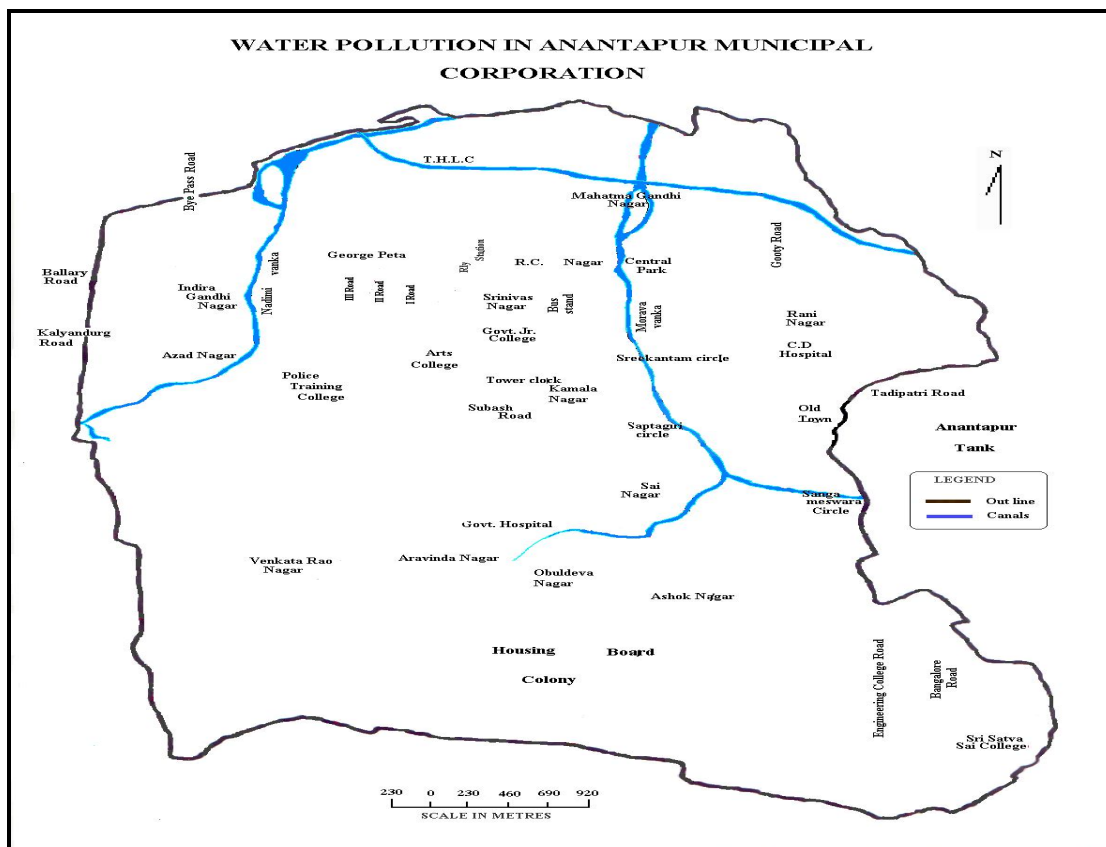 WATER POLLUTION IN ANANTAPUR MUNICIPAL
CORPORATION
N
Bye Pass Road
T.H.L.C
Mahatma Gandhi
Nagar
Gooty Road
George Peta
Rly
Station
R.C. Nagar
Central
Park
Ballary
Road
Indira
Gandhi
Nagar
Nadimi vanka
III Road
II Road
I Road
Srinivas
Nagar
Bus
stand
Morava
vanka
Rani
Nagar
Kalyandurg
Road
Govt. Jr.
College
Azad Nagar
Arts
College
Sreekantam circle
C.D
Hospital
Police
Training
College
Tower clock
Kamala
Nagar
Subash
Road
Tadipatri Road
Old
Town
Saptagiri
circle
Anantapur
Tank
LEGEND
Out line
Canals
Sai
Nagar
Sanga
meswara
Circle
Govt. Hospital
Venkata Rao
Nagar
Aravinda Nagar
Obuldeva
Nagar
Ashok Nagar
Housing Board
Colony
Engineering College Road
Bangalore
Road
Sri Satva
Sai College
230 0 230 460 690 920
SCALE IN METRES